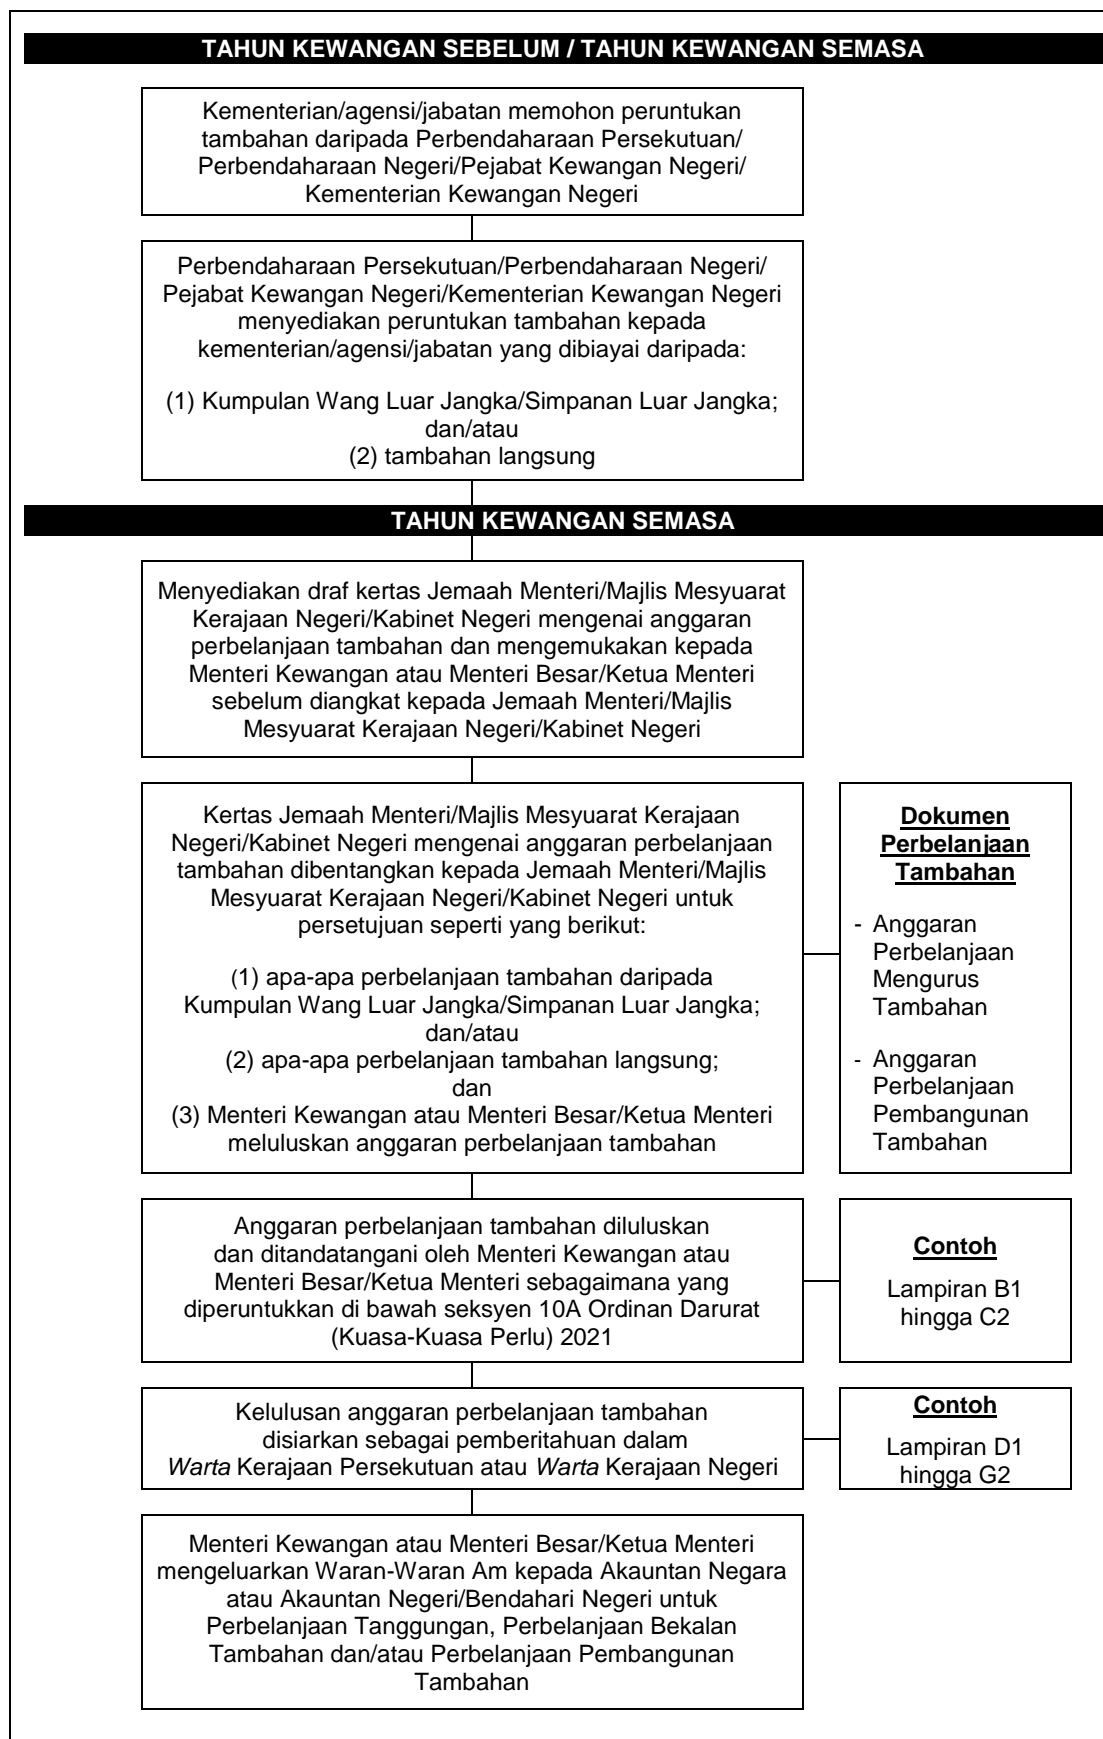 TAHUN KEWANGAN SEBELUM / TAHUN KEWANGAN SEMASA
Kementerian/agensi/jabatan memohon peruntukan
tambahan daripada Perbendaharaan Persekutuan/
Perbendaharaan Negeri/Pejabat Kewangan Negeri/
Kementerian Kewangan Negeri
Perbendaharaan Persekutuan/Perbendaharaan Negeri/
Pejabat Kewangan Negeri/Kementerian Kewangan Negeri
menyediakan peruntukan tambahan kepada
kementerian/agensi/jabatan yang dibiayai daripada:
(1) Kumpulan Wang Luar Jangka/Simpanan Luar Jangka;
dan/atau
(2) tambahan langsung
TAHUN KEWANGAN SEMASA
Menyediakan draf kertas Jemaah Menteri/Majlis Mesyuarat
Kerajaan Negeri/Kabinet Negeri mengenai anggaran
perbelanjaan tambahan dan mengemukakan kepada
Menteri Kewangan atau Menteri Besar/Ketua Menteri
sebelum diangkat kepada Jemaah Menteri/Majlis
Mesyuarat Kerajaan Negeri/Kabinet Negeri
Kertas Jemaah Menteri/Majlis Mesyuarat Kerajaan
Negeri/Kabinet Negeri mengenai anggaran perbelanjaan
tambahan dibentangkan kepada Jemaah Menteri/Majlis
Mesyuarat Kerajaan Negeri/Kabinet Negeri untuk
persetujuan seperti yang berikut:
(1) apa-apa perbelanjaan tambahan daripada
Kumpulan Wang Luar Jangka/Simpanan Luar Jangka;
dan/atau
(2) apa-apa perbelanjaan tambahan langsung;
dan
(3) Menteri Kewangan atau Menteri Besar/Ketua Menteri
meluluskan anggaran perbelanjaan tambahan
Dokumen
Perbelanjaan
Tambahan
- Anggaran
Perbelanjaan
Mengurus
Tambahan
- Anggaran
Perbelanjaan
Pembangunan
Tambahan
Anggaran perbelanjaan tambahan diluluskan
dan ditandatangani oleh Menteri Kewangan atau
Menteri Besar/Ketua Menteri sebagaimana yang
diperuntukkan di bawah seksyen 10A Ordinan Darurat
(Kuasa-Kuasa Perlu) 2021
Contoh
Lampiran B1
hingga C2
Kelulusan anggaran perbelanjaan tambahan
disiarkan sebagai pemberitahuan dalam
Warta Kerajaan Persekutuan atau Warta Kerajaan Negeri
Contoh
Lampiran D1
hingga G2
Menteri Kewangan atau Menteri Besar/Ketua Menteri
mengeluarkan Waran-Waran Am kepada Akauntan Negara
atau Akauntan Negeri/Bendahari Negeri untuk
Perbelanjaan Tanggungan, Perbelanjaan Bekalan
Tambahan dan/atau Perbelanjaan Pembangunan
Tambahan